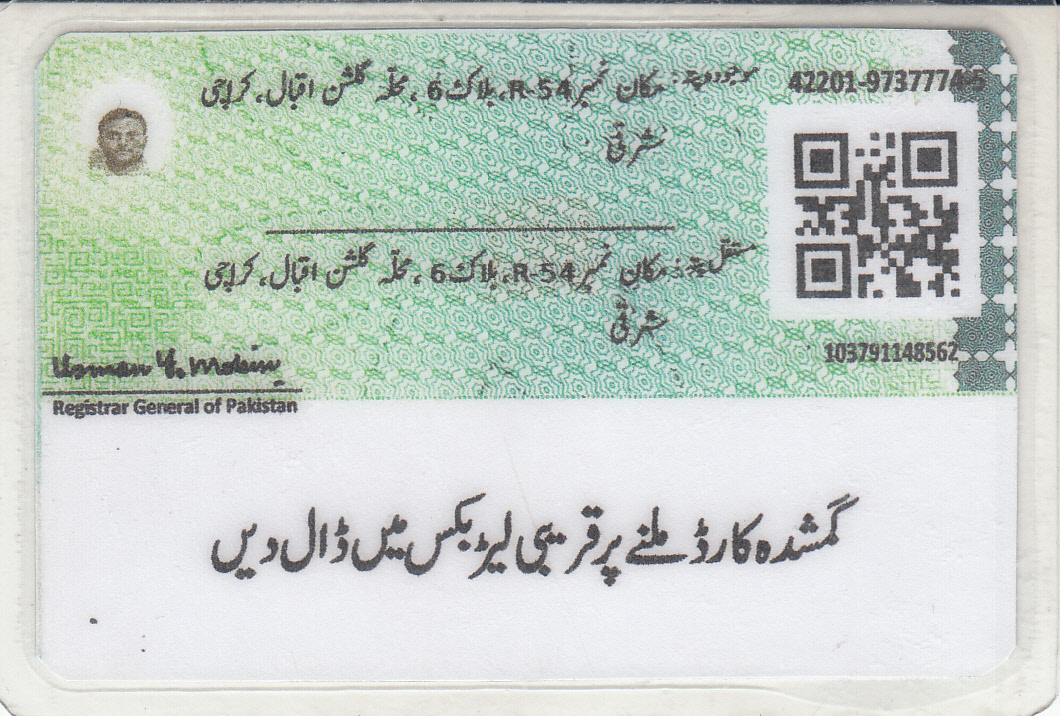 42201-9737774-5
موجودہ پتہ: مکان نمبر R-54، بلاک 6، محلہ گلشن اقبال، کراچی
شرقی
مستقل پتہ: مکان نمبر R-54، بلاک 6، محلہ گلشن اقبال، کراچی
شرقی
103791148562
Usman Y. Mobin
Registrar General of Pakistan
گمشدہ کارڈ ملنے پر قریبی لیٹر بکس میں ڈال دیں